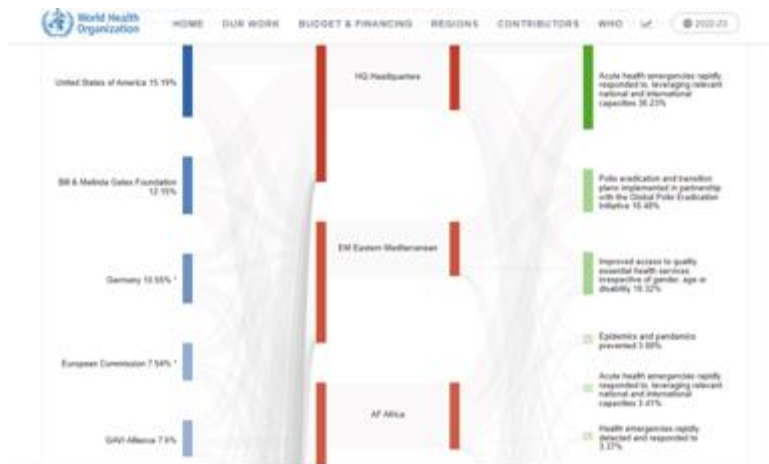 World Health
Organization
HOME OUR WORK BUDGET & FINANCING REGIONS CONTRIBUTORS WHO 2022-23
United States of America 15.19%
HQ Headquarters
Acute health emergencies rapidly
responded to, leveraging relevant
national and international
capacities 36.23%
Bill & Melinda Gates Foundation
12.15%
Polio eradication and transition
plans implemented in partnership
with the Global Polio Eradication
Initiative 18.48%
EM Eastern Mediterranean
Germany 10.55% *
Improved access to quality
essential health services
irrespective of gender, age or
disability 18.32%
Epidemics and pandemics
prevented 3.88%
European Commission 7.94% *
Acute health emergencies rapidly
responded to, leveraging relevant
national and international
capacities 3.41%
AF Africa
GAVI Alliance 7.6%
Health emergencies rapidly
detected and responded to
3.37%